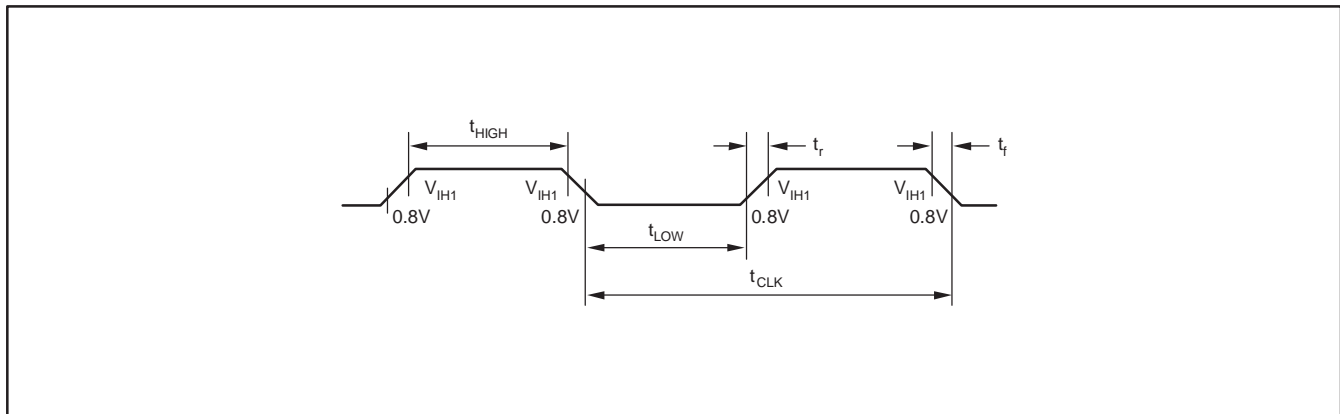 tHIGH tr tf
VIH1 VIH1 VIH1 VIH1
0.8V 0.8V 0.8V 0.8V
tLOW
tCLK